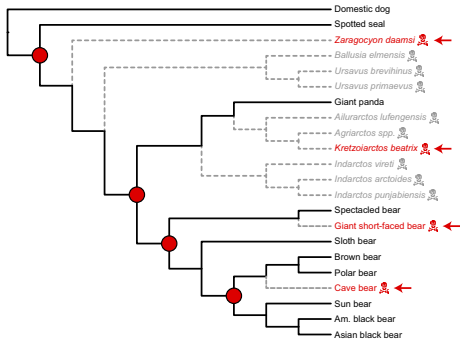 Domestic dog
Spotted seal
Zaragocyon daamsi
Ballusia elmensis
Ursavus brevihinus
Ursavus primaevus
Giant panda
Ailurarctos lufengensis
Agriarctos spp.
Kretzoiarctos beatrix
Indarctos vireti
Indarctos arctoides
Indarctos punjabiensis
Spectacled bear
Giant short-faced bear
Sloth bear
Brown bear
Polar bear
Cave bear
Sun bear
Am. black bear
Asian black bear